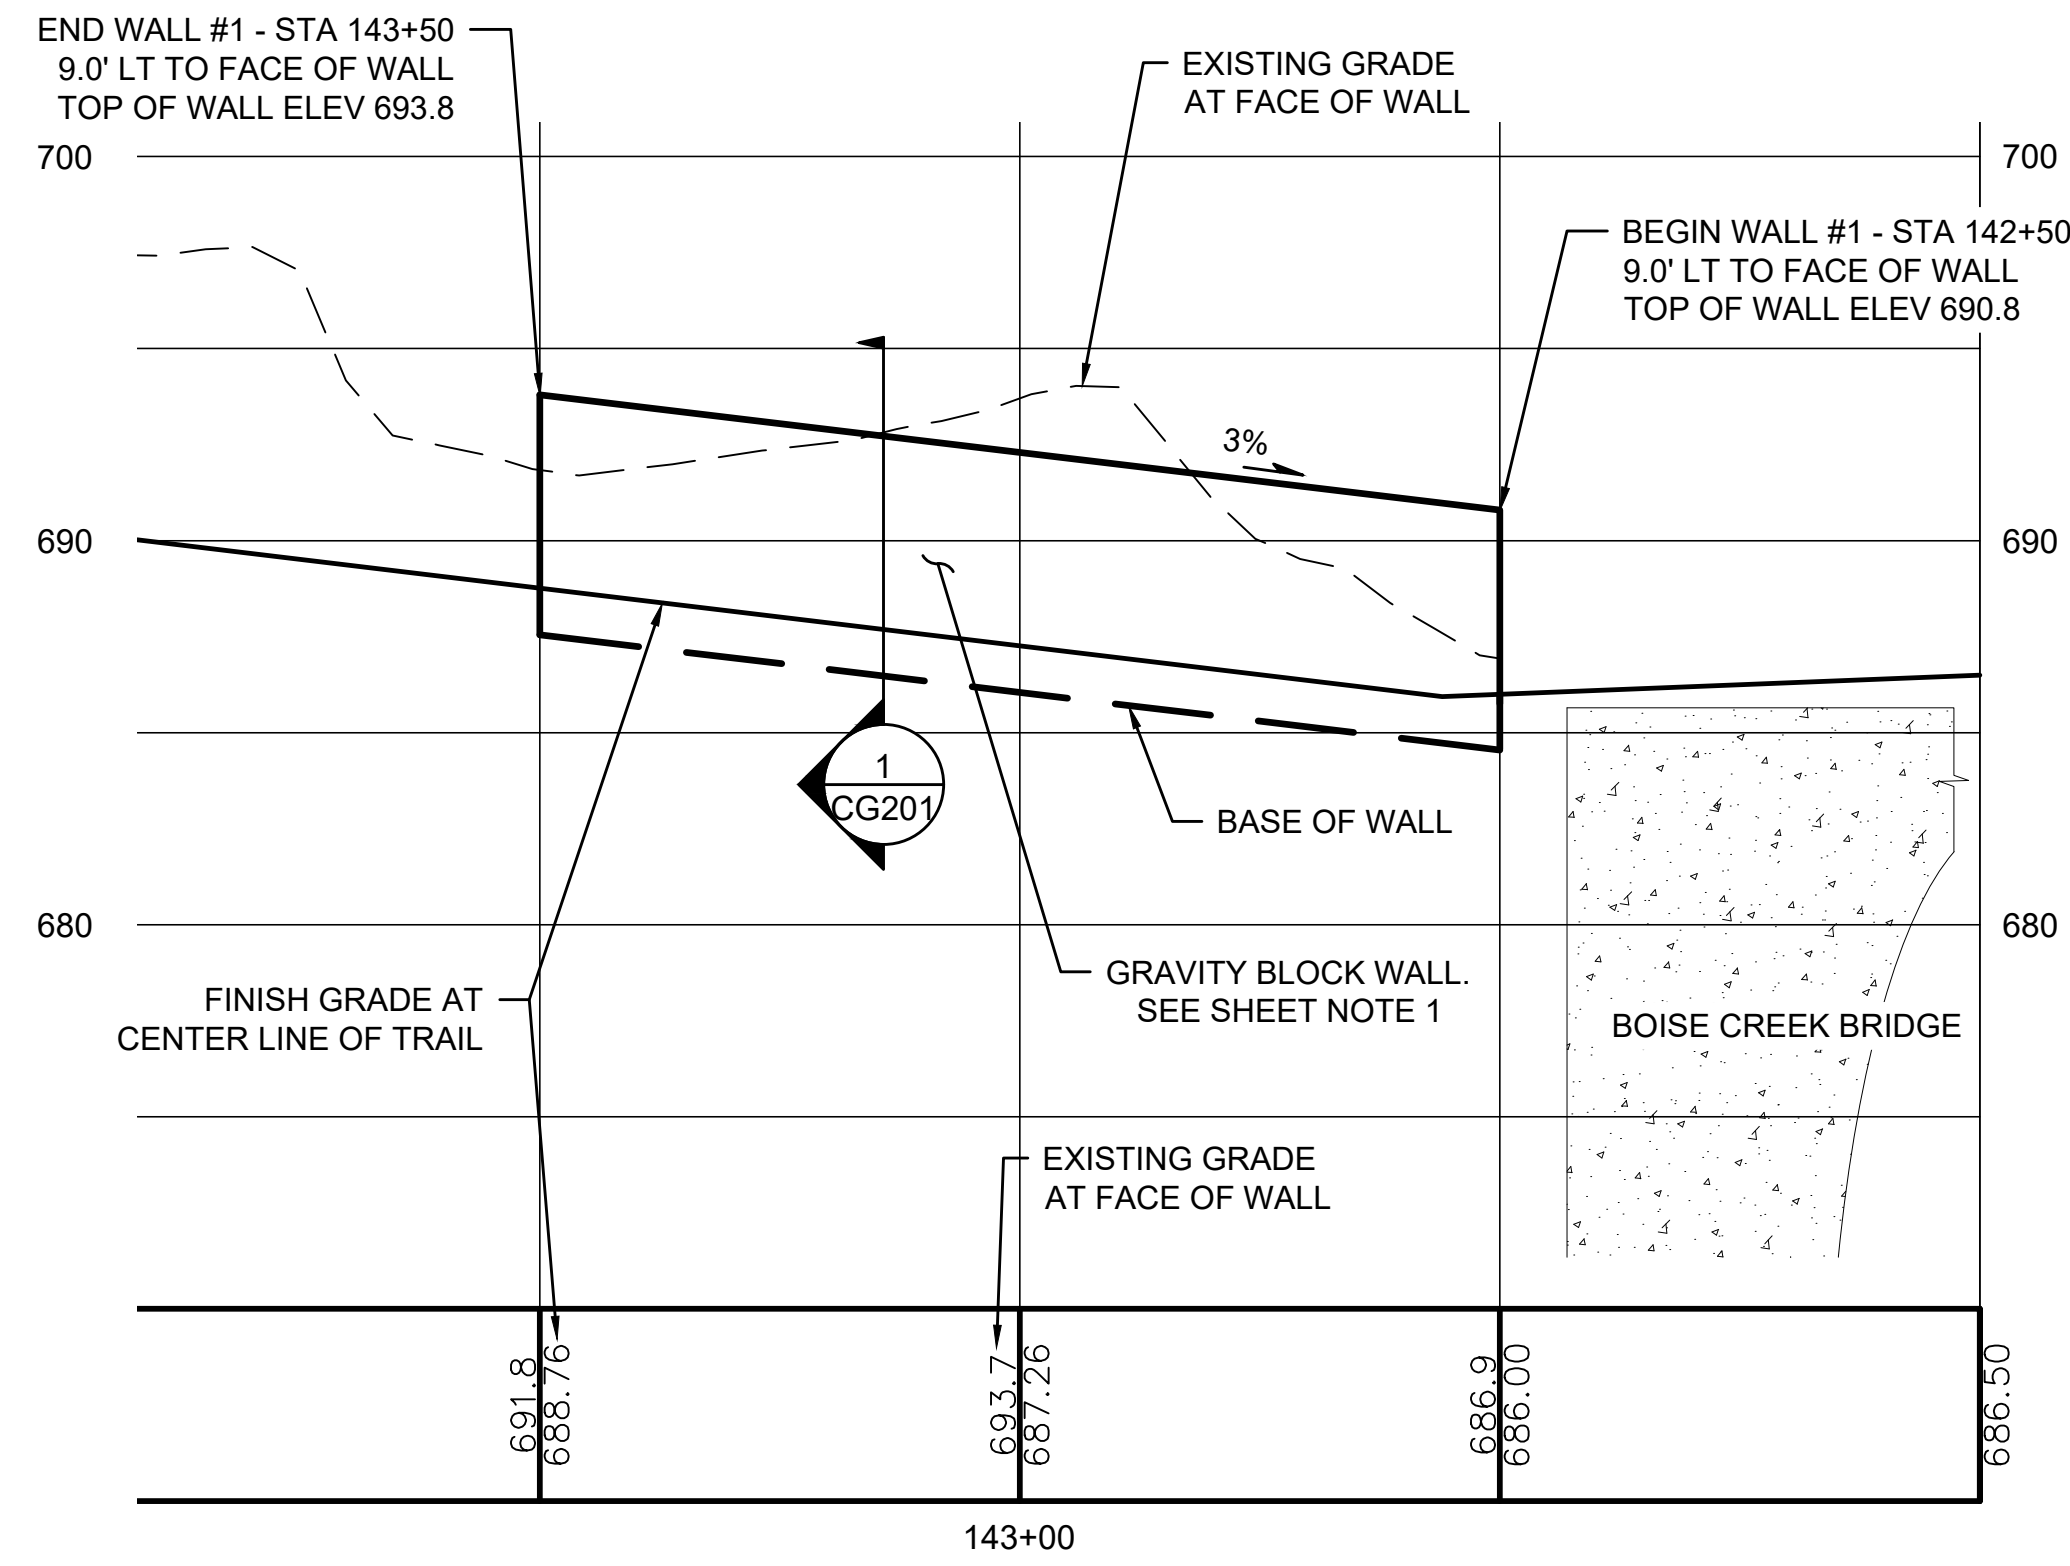 END WALL #1 - STA 143+50
9.0' LT TO FACE OF WALL
TOP OF WALL ELEV 693.8
EXISTING GRADE
AT FACE OF WALL
700
700
BEGIN WALL #1 - STA 142+50
9.0' LT TO FACE OF WALL
TOP OF WALL ELEV 690.8
3%
690
690
1
CG201
BASE OF WALL
680
680
GRAVITY BLOCK WALL.
SEE SHEET NOTE 1
FINISH GRADE AT
CENTER LINE OF TRAIL
BOISE CREEK BRIDGE
EXISTING GRADE
AT FACE OF WALL
691.8
688.76
693.7
687.26
686.9
686.00
686.50
143+00